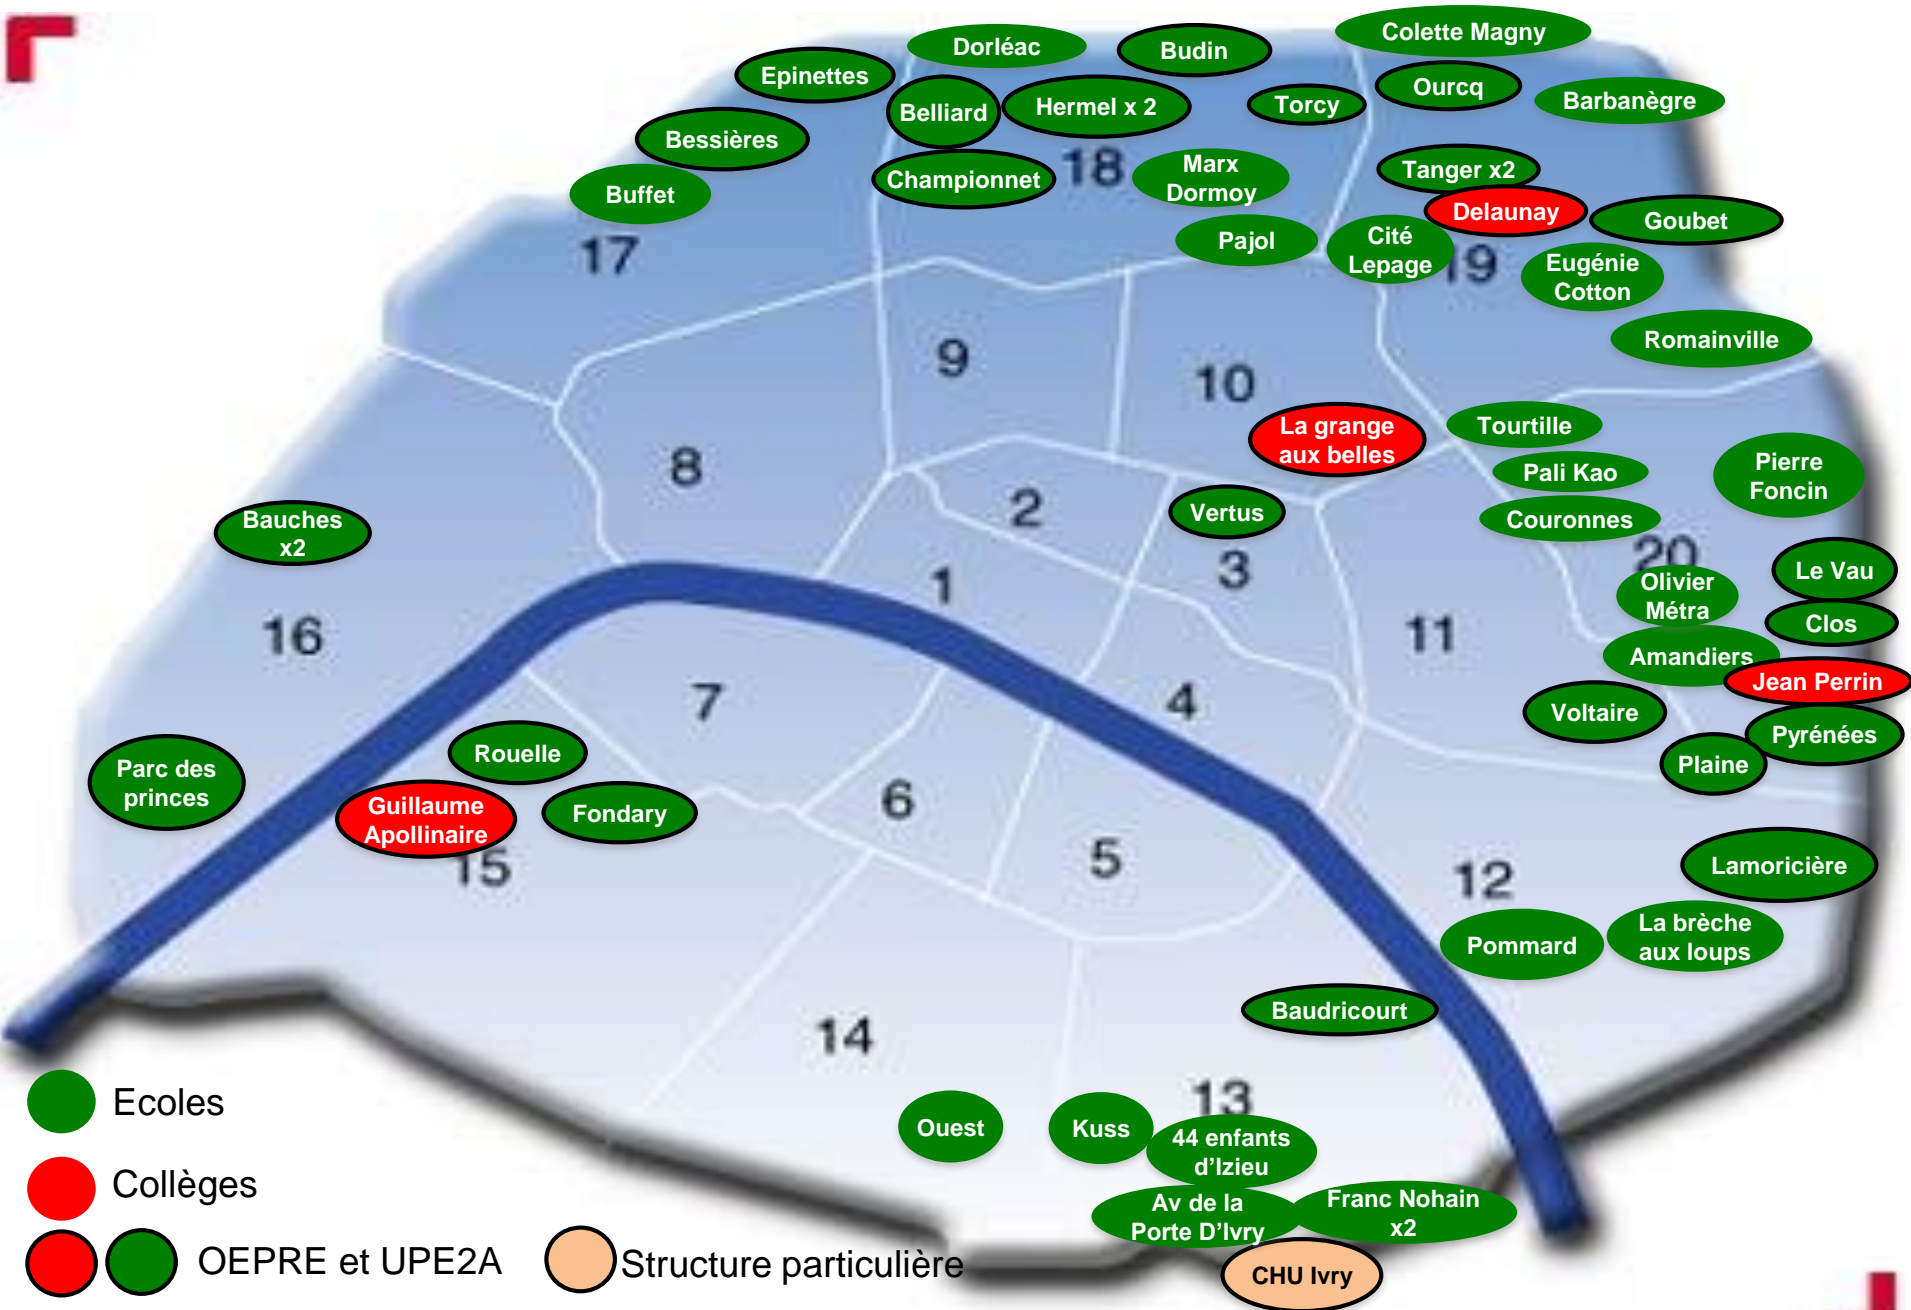 Colette Magny
Dorléac
Budin
Epinettes
Ourcq
Barbanègre
Belliard
Hermel x 2
Torcy
Bessières
18
Marx
Dormoy
Tanger x2
Championnet
Buffet
Delaunay
Goubet
17
Pajol
Cité
Lepage
19
Eugénie
Cotton
Romainville
9
10
La grange
aux belles
Tourtille
8
Pali Kao
Pierre
Foncin
2
Vertus
Couronnes
Bauches
x2
20
1
3
Le Vau
Olivier
Métra
16
11
Clos
Amandiers
Jean Perrin
7
4
Voltaire
Pyrénées
Rouelle
Plaine
Parc des
princes
Guillaume
Apollinaire
Fondary
6
15
5
12
Lamoricière
Pommard
La brèche
aux loups
Baudricourt
14
13
Ouest
Kuss
44 enfants
d'Izieu
Av de la
Porte D'Ivry
Franc Nohain
x2
CHU Ivry
Ecoles
Collèges
OEPRE et UPE2A
Structure particulière